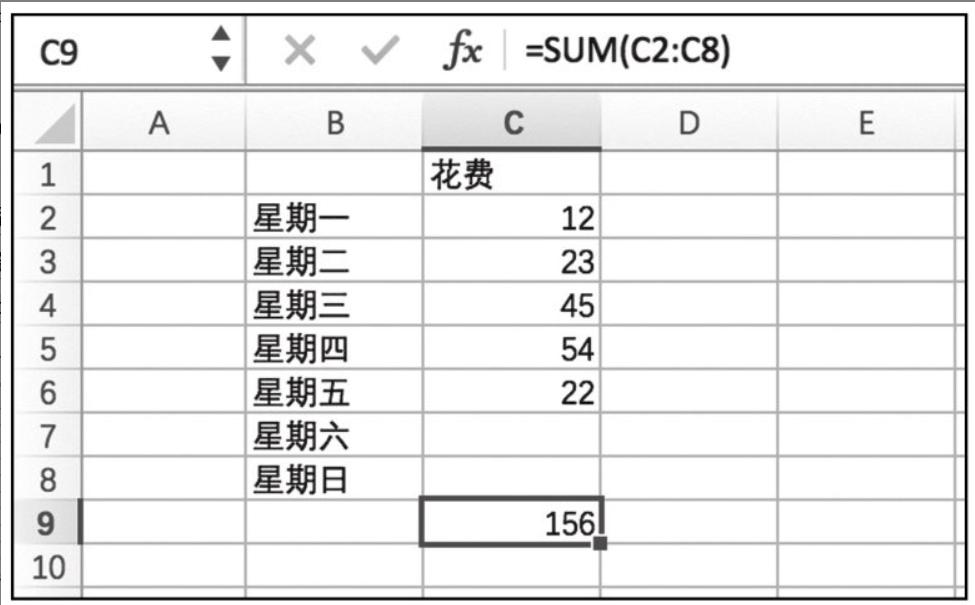 C9 fx =SUM(C2:C8)
A B C D E
1 花费
2 星期一 12
3 星期二 23
4 星期三 45
5 星期四 54
6 星期五 22
7 星期六
8 星期日
9 156
10